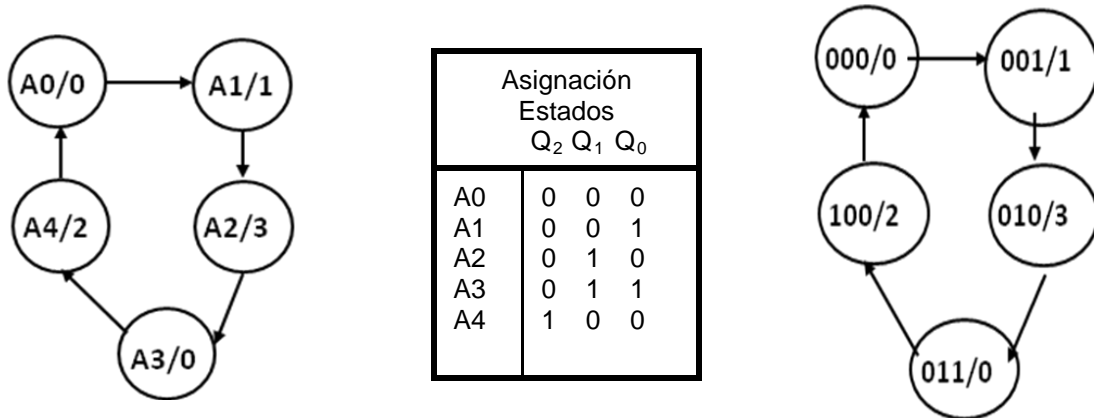 A0/0
A1/1
A4/2
A2/3
A3/0
Asignación
Estados
Q₂ Q₁ Q₀
A0 0 0 0
A1 0 0 1
A2 0 1 0
A3 0 1 1
A4 1 0 0
000/0
001/1
100/2
010/3
011/0